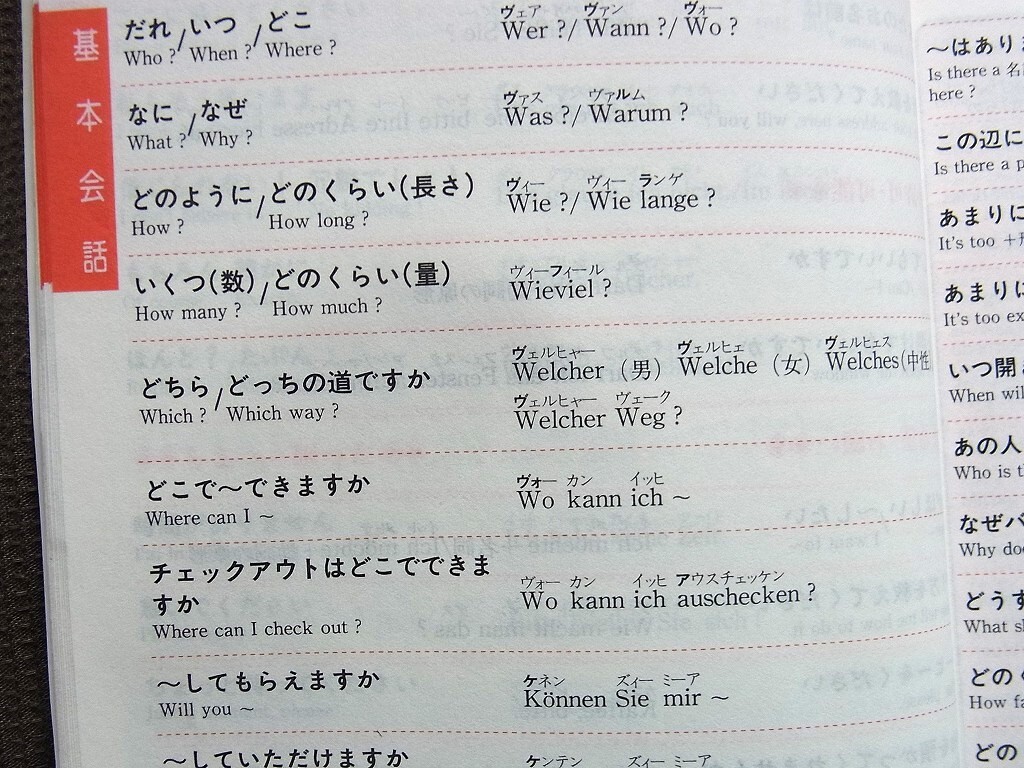 基本会話
だれ/いつ/どこ
Who ? When ? Where ?
ヴェア ヴァン ヴォー
Wer ?/ Wann ?/ Wo ?
なに/なぜ
What ? Why ?
ヴァス ヴァルム
Was ?/ Warum ?
どのように/どのくらい(長さ)
How ? How long ?
ヴィー ヴィー ランゲ
Wie ?/ Wie lange ?
いくつ(数)/どのくらい(量)
How many ? How much ?
ヴィーフィール
Wieviel ?
どちら/どっちの道ですか
Which ? Which way ?
ヴェルヒャー ヴェルヒェ ヴェルヒェス
Welcher (男) Welche (女) Welches(中性
ヴェルヒャー ヴェーク
Welcher Weg ?
どこで～できますか
Where can I ～
ヴォー カン イッヒ
Wo kann ich ～
チェックアウトはどこでできま
すか
Where can I check out ?
ヴォー カン イッヒ アウスチェッケン
Wo kann ich auschecken ?
～してもらえますか
Will you ～
ケネン ズィー ミーア
Können Sie mir ～
～していただけますか
ケンテン ズィー ミーア
～はあり
Is there a 名
here ?
この辺に
Is there a p
あまりに
It's too +
あまりに
It's too ex
いつ開
When wil
あの人
Who is t
なぜバ
Why doe
どうす
What s
どのく
How fa
どの